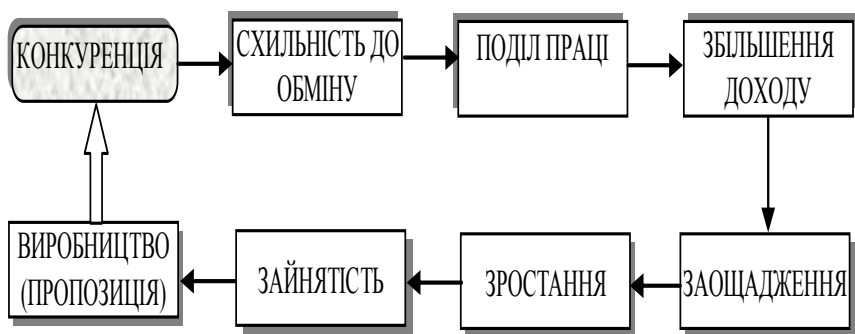 КОНКУРЕНЦІЯ
СХИЛЬНІСТЬ ДО
ОБМІНУ
ПОДІЛ ПРАЦІ
ЗБІЛЬШЕННЯ
ДОХОДУ
ЗАОЩАДЖЕННЯ
ЗРОСТАННЯ
ЗАЙНЯТІСТЬ
ВИРОБНИЦТВО
(ПРОПОЗИЦІЯ)